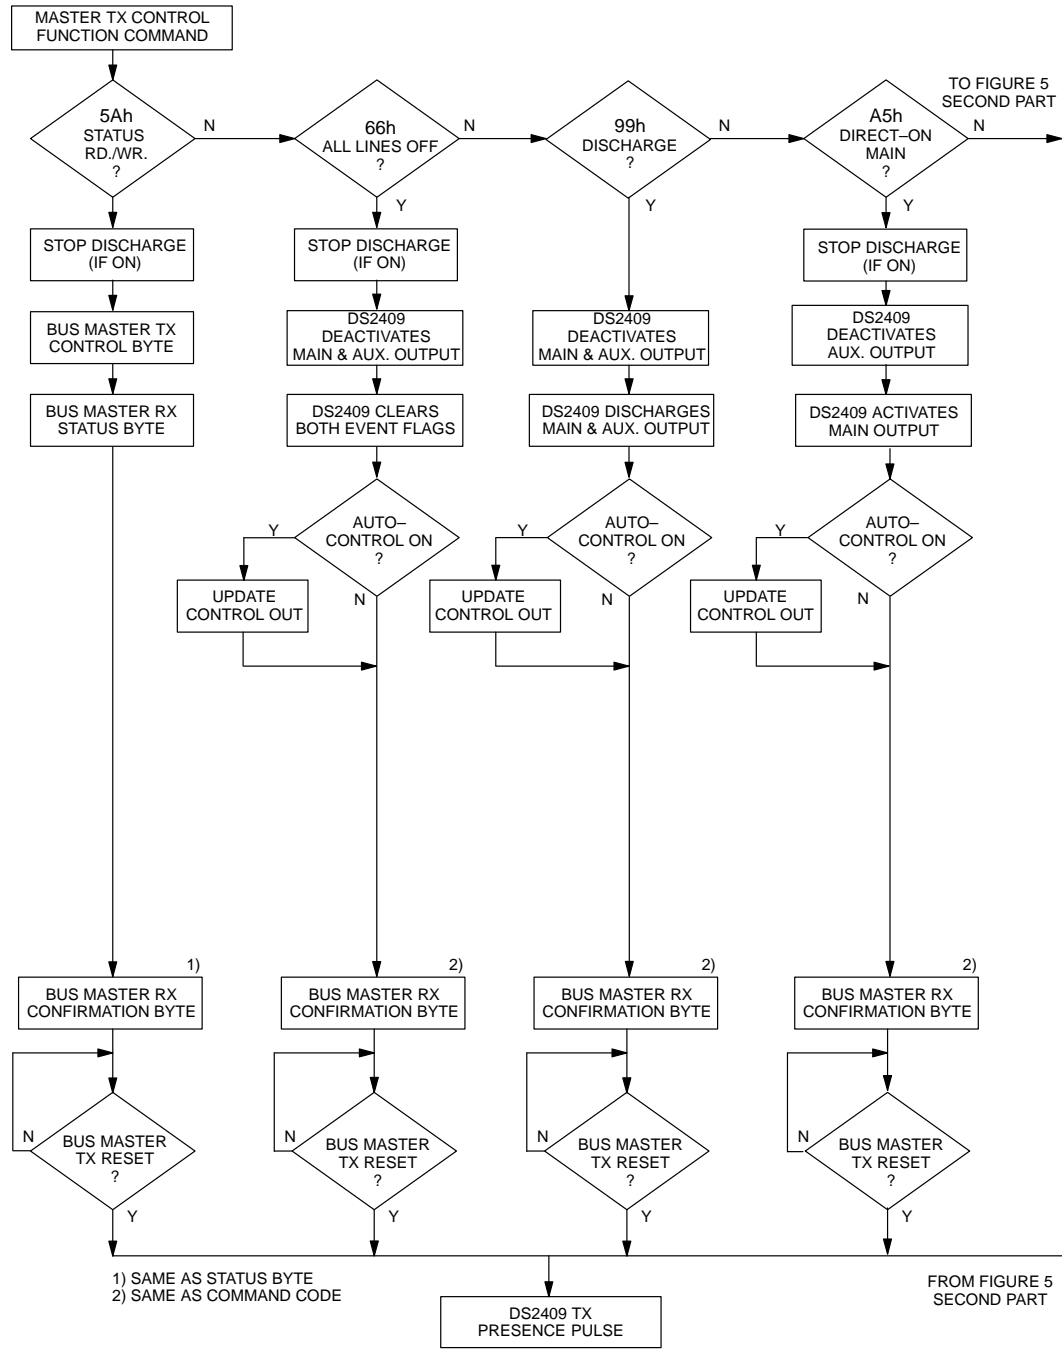 MASTER TX CONTROL
FUNCTION COMMAND
TO FIGURE 5
SECOND PART
5Ah
STATUS
RD./WR.
?
N
66h
ALL LINES OFF
?
N
Y
99h
DISCHARGE
?
N
Y
A5h
DIRECT–ON
MAIN
?
N
Y
STOP DISCHARGE
(IF ON)
STOP DISCHARGE
(IF ON)
STOP DISCHARGE
(IF ON)
BUS MASTER TX
CONTROL BYTE
DS2409
DEACTIVATES
MAIN & AUX. OUTPUT
DS2409
DEACTIVATES
MAIN & AUX. OUTPUT
DS2409
DEACTIVATES
AUX. OUTPUT
BUS MASTER RX
STATUS BYTE
DS2409 CLEARS
BOTH EVENT FLAGS
DS2409 DISCHARGES
MAIN & AUX. OUTPUT
DS2409 ACTIVATES
MAIN OUTPUT
Y
AUTO–
CONTROL ON
?
N
Y
AUTO–
CONTROL ON
?
N
Y
AUTO–
CONTROL ON
?
N
UPDATE
CONTROL OUT
UPDATE
CONTROL OUT
UPDATE
CONTROL OUT
1)
2)
2)
2)
BUS MASTER RX
CONFIRMATION BYTE
BUS MASTER RX
CONFIRMATION BYTE
BUS MASTER RX
CONFIRMATION BYTE
BUS MASTER RX
CONFIRMATION BYTE
N
BUS MASTER
TX RESET
?
Y
N
BUS MASTER
TX RESET
?
Y
N
BUS MASTER
TX RESET
?
Y
N
BUS MASTER
TX RESET
?
Y
1) SAME AS STATUS BYTE
2) SAME AS COMMAND CODE
FROM FIGURE 5
SECOND PART
DS2409 TX
PRESENCE PULSE